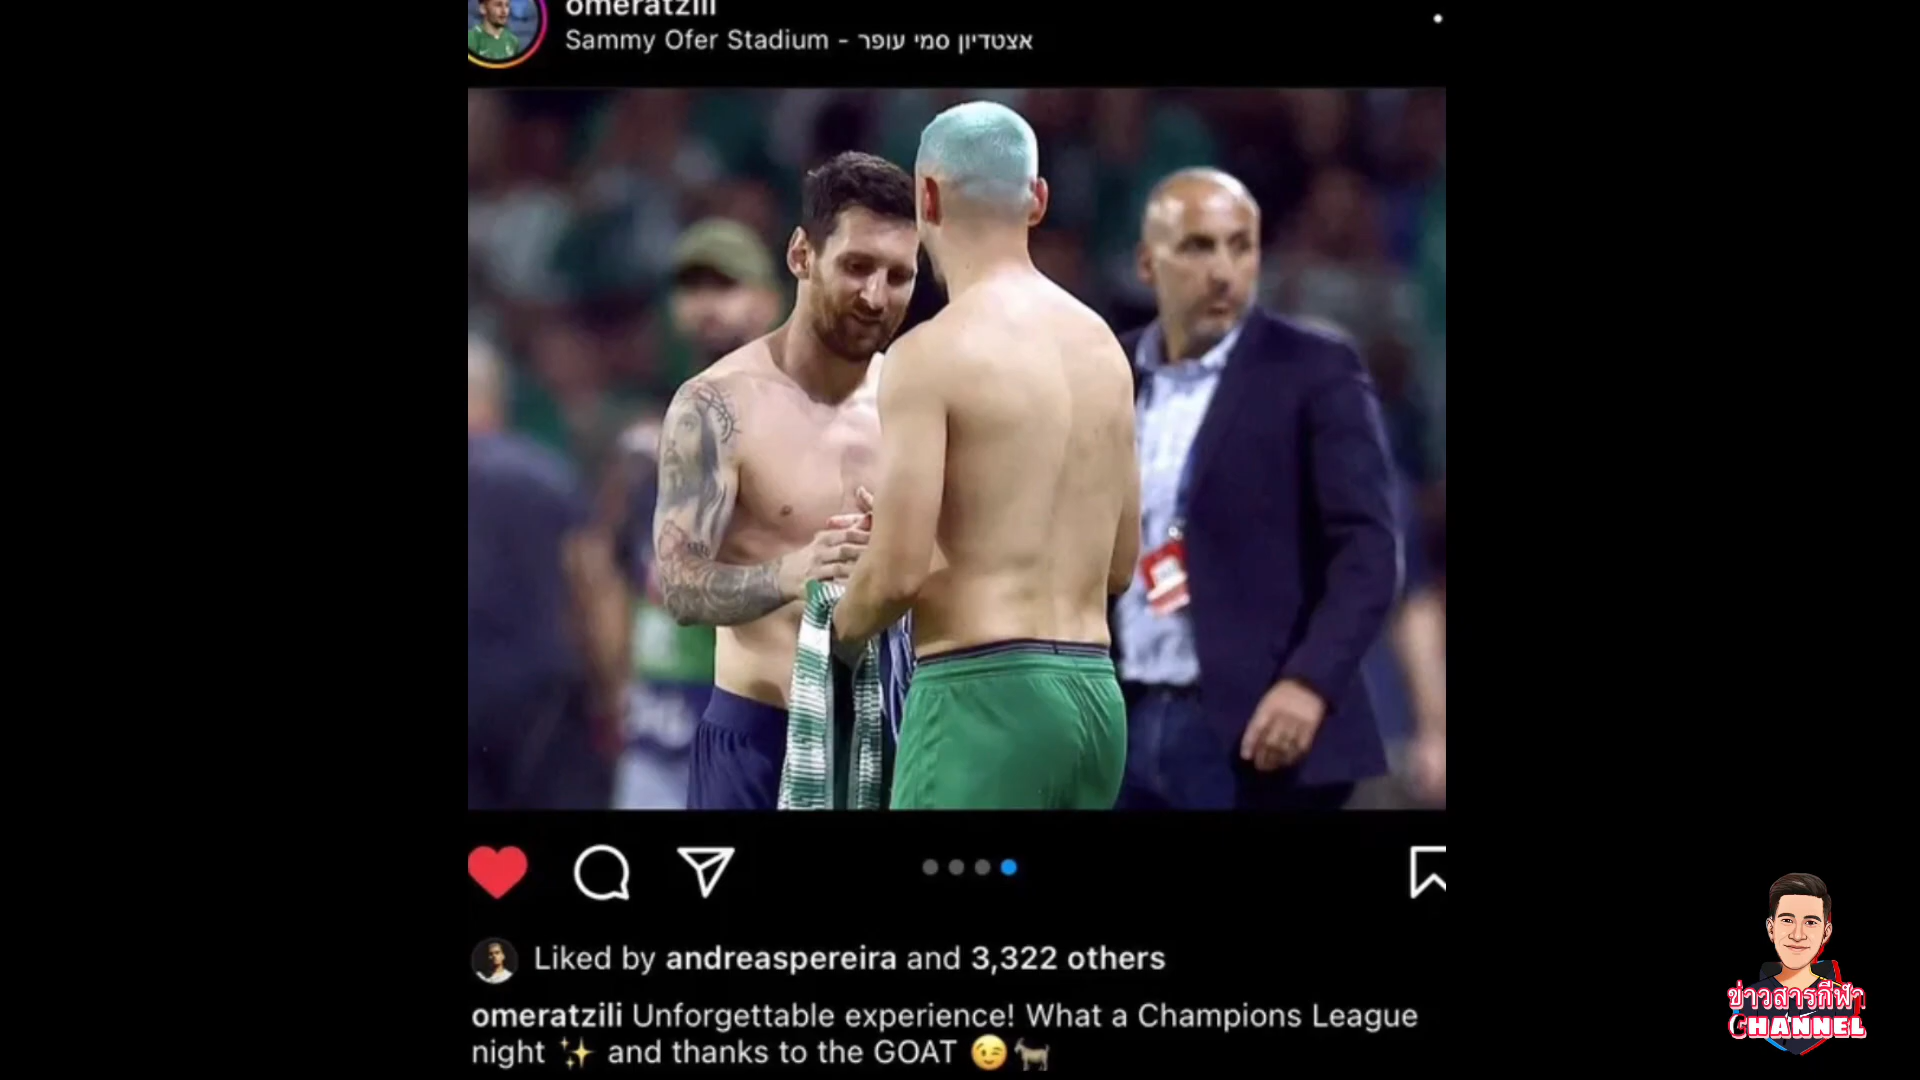 omeratzili
Sammy Ofer Stadium - אצטדיון סמי עופר
Liked by andreaspereira and 3,322 others
omeratzili Unforgettable experience! What a Champions League
night ✨ and thanks to the GOAT 😉🐐
ข่าวสารกีฬา
CHANNEL